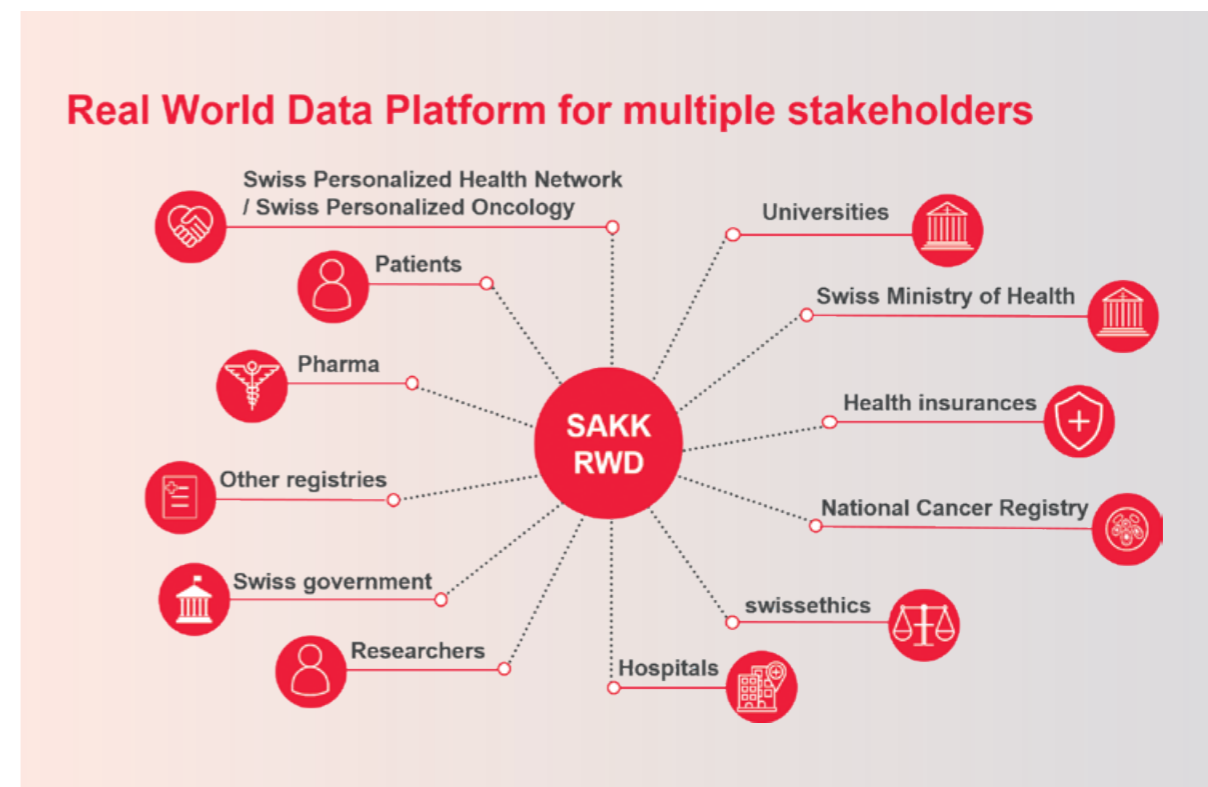 Real World Data Platform for multiple stakeholders
Swiss Personalized Health Network
/ Swiss Personalized Oncology
Universities
Patients
Swiss Ministry of Health
Pharma
Health insurances
SAKK
RWD
Other registries
National Cancer Registry
Swiss government
swissethics
Researchers
Hospitals